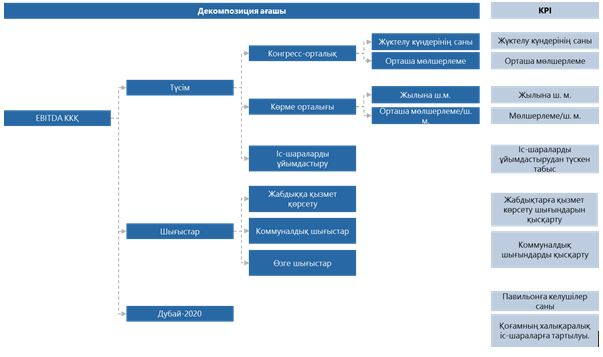 Декомпозиция ағашы
KPI
Конгресс-орталық
Жүктелу күндерінің саны
Жүктелу күндерінің саны
Орташа мөлшерлеме
Орташа мөлшерлеме
Түсім
Жылына ш.м.
Жылына ш. м.
Көрме орталығы
Орташа мөлшерлеме/ш.
м.
Мөлшерлеме/ш. м.
EBITDA ККҚ
Іс-шараларды
ұйымдастыру
Іс-шараларды
ұйымдастырудан түскен
табыс
Жабдыққа қызмет
көрсету
Жабдықтарға қызмет
көрсету шығындарын
қысқарту
Шығыстар
Коммуналдық шығыстар
Коммуналдық
шығындарды қысқарту
Өзге шығыстар
Дубай-2020
Павильонға келушілер
саны
Қоғамның халықаралық
іс-шараларға тартылуы.